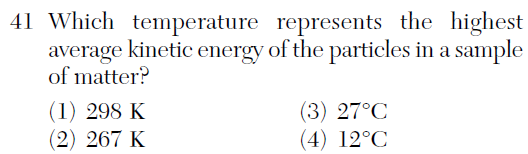 41 Which temperature represents the highest
average kinetic energy of the particles in a sample
of matter?
(1) 298 K (3) 27°C
(2) 267 K (4) 12°C